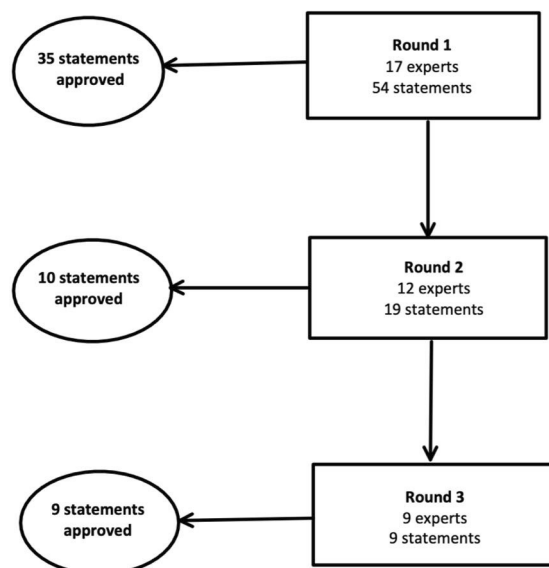 35 statements
approved
Round 1
17 experts
54 statements
10 statements
approved
Round 2
12 experts
19 statements
9 statements
approved
Round 3
9 experts
9 statements